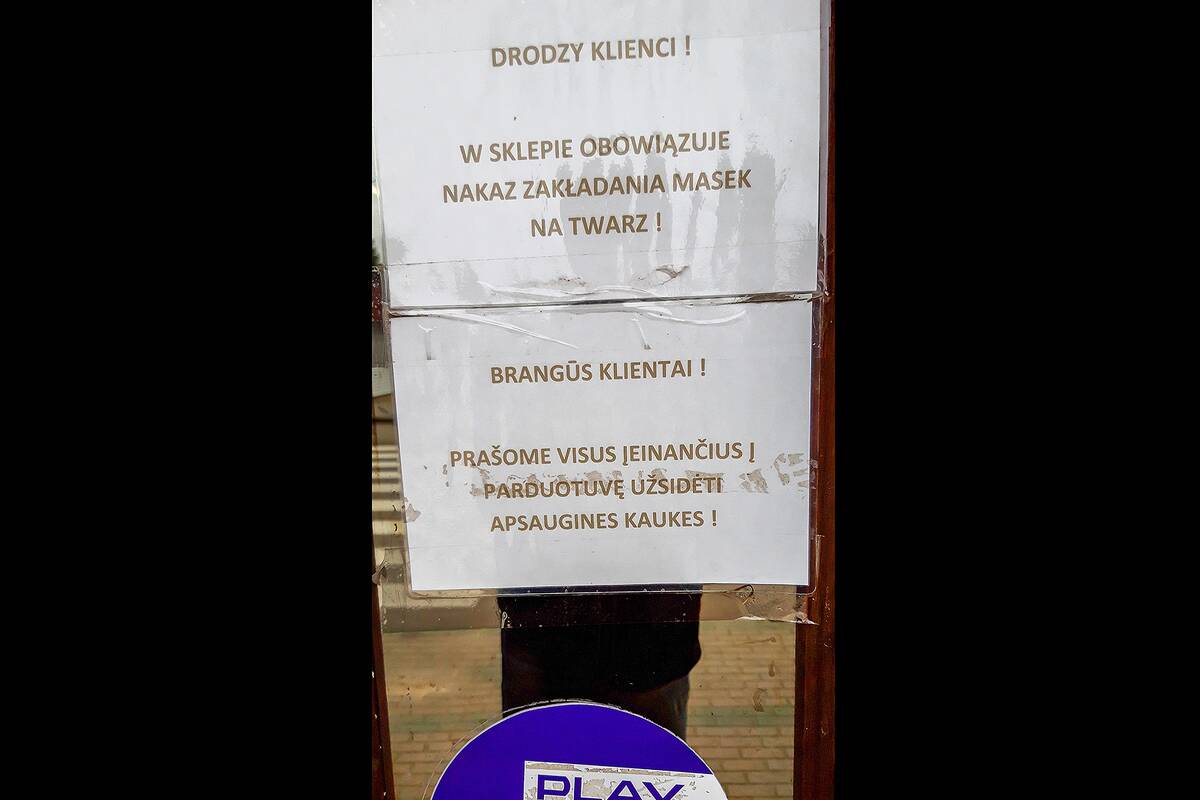 DRODZY KLIENCI !
W SKLEPIE OBOWIĄZUJE
NAKAZ ZAKŁADANIA MASEK
NA TWARZ !
BRANGŪS KLIENTAI !
PRAŠOME VISUS ĮEINANČIUS Į
PARDUOTUVĘ UŽSIDĖTI
APSAUGINES KAUKES !
PLAY